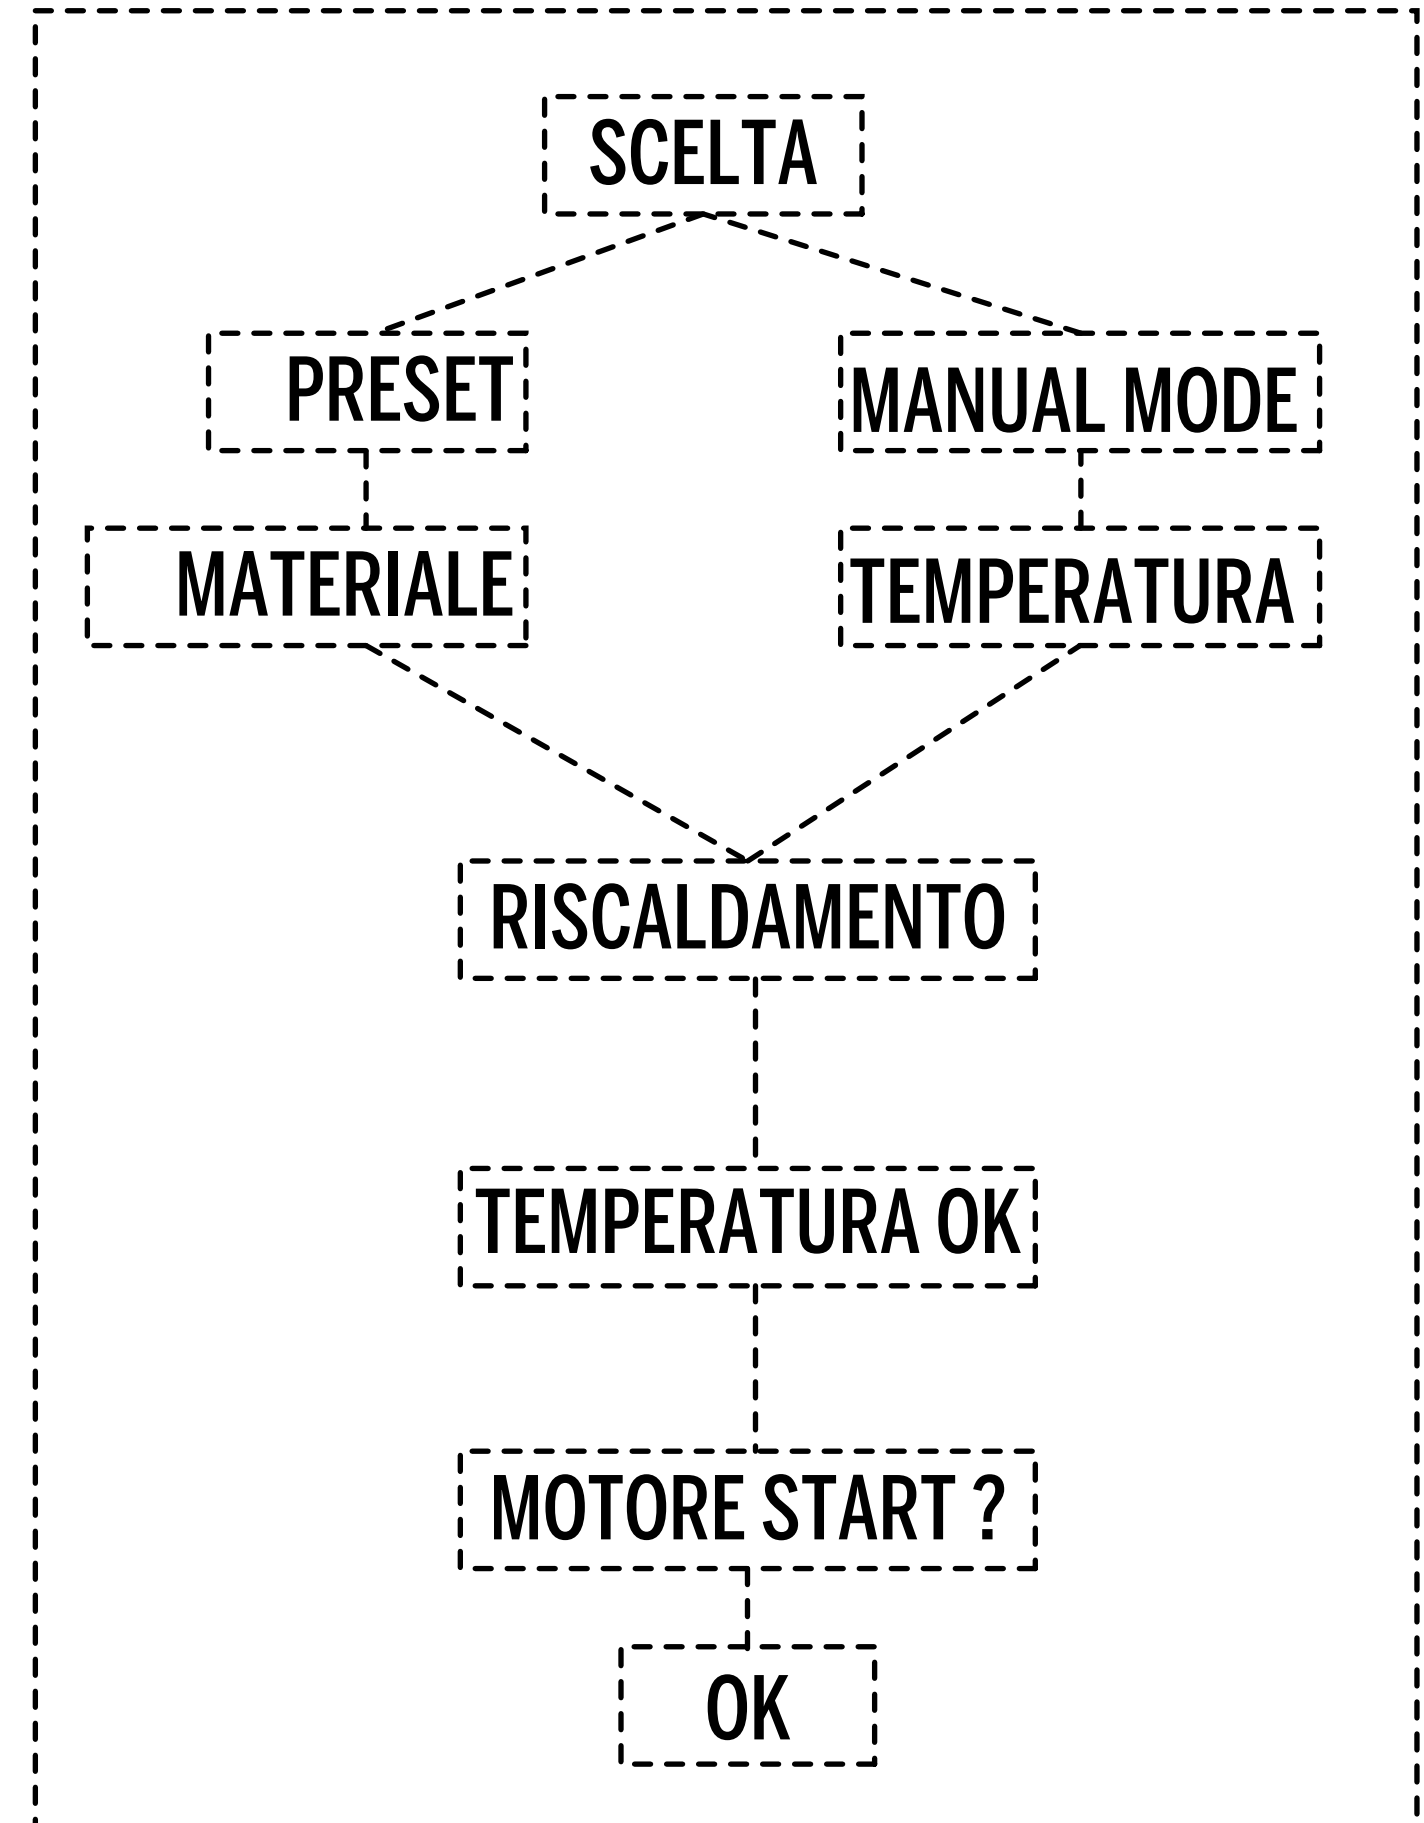 SCELTA
PRESET
MANUAL MODE
MATERIALE
TEMPERATURA
RISCALDAMENTO
TEMPERATURA OK
MOTORE START ?
OK